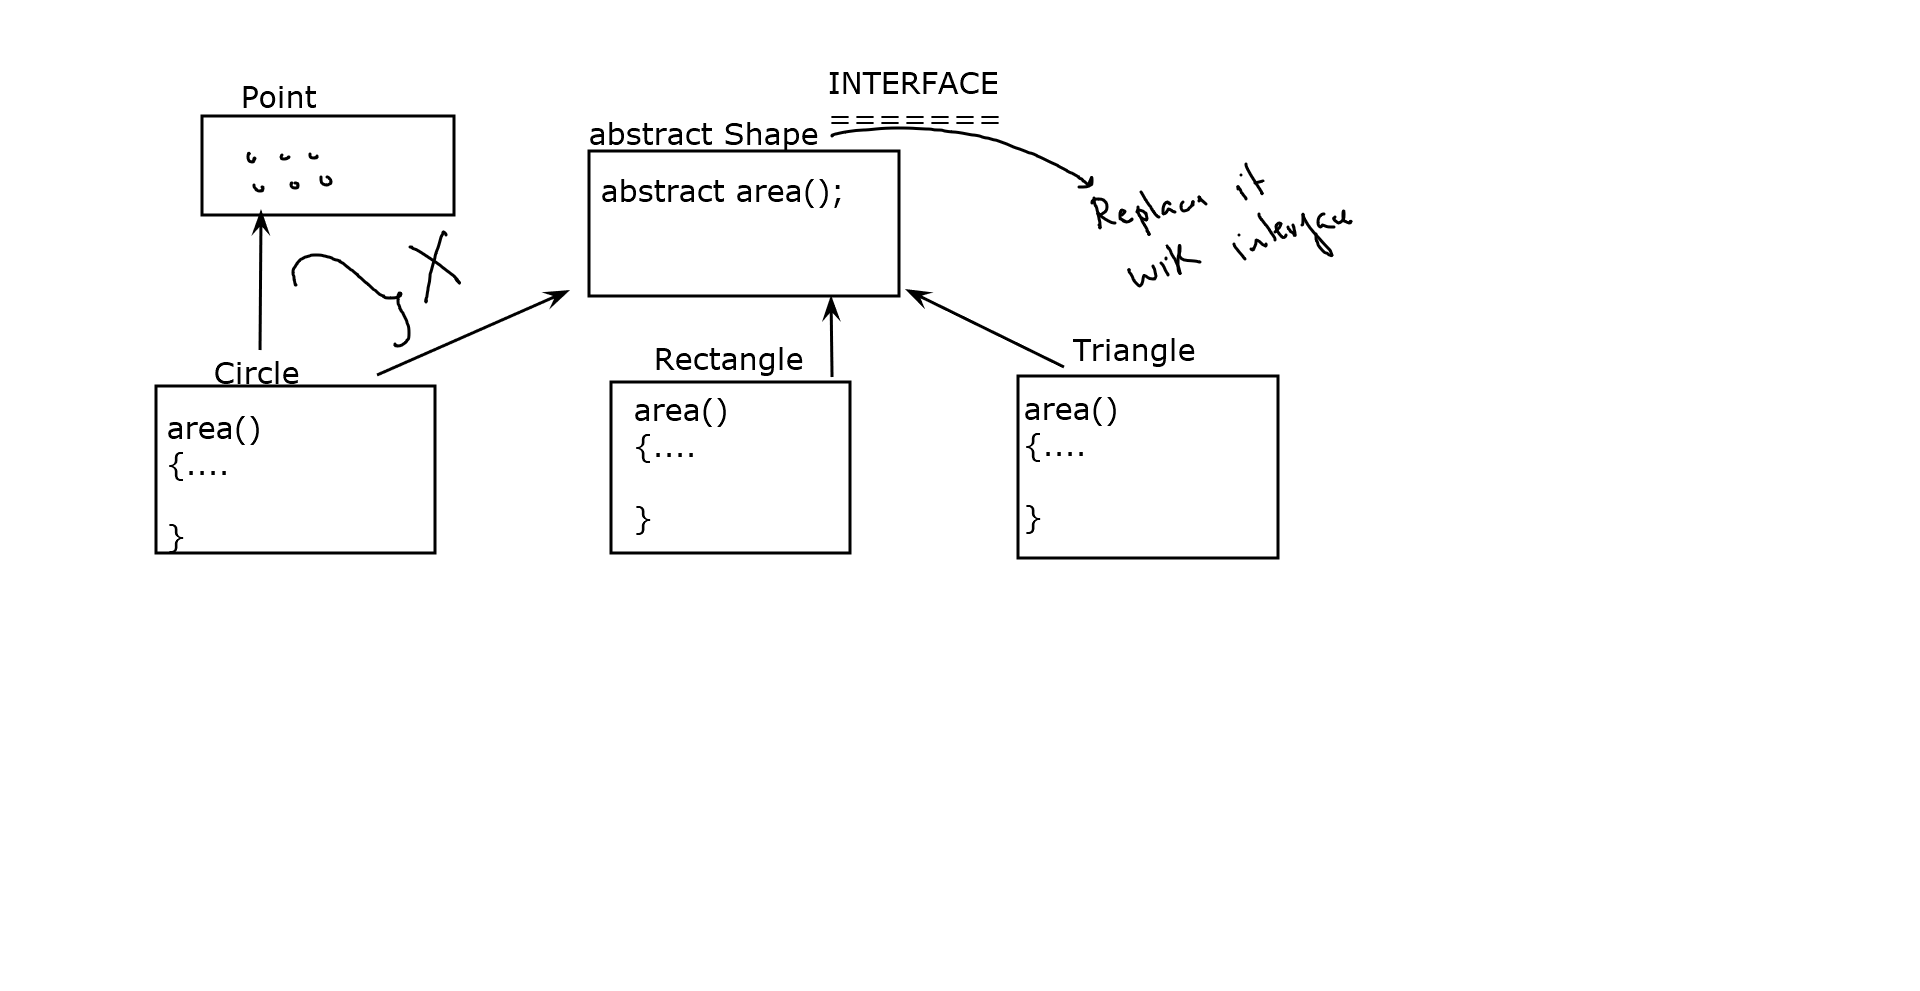 INTERFACE
=======
Point
abstract Shape
abstract area();
Replace it
with interface
X
Circle
area()
{....
}
Rectangle
area()
{....
}
Triangle
area()
{....
}